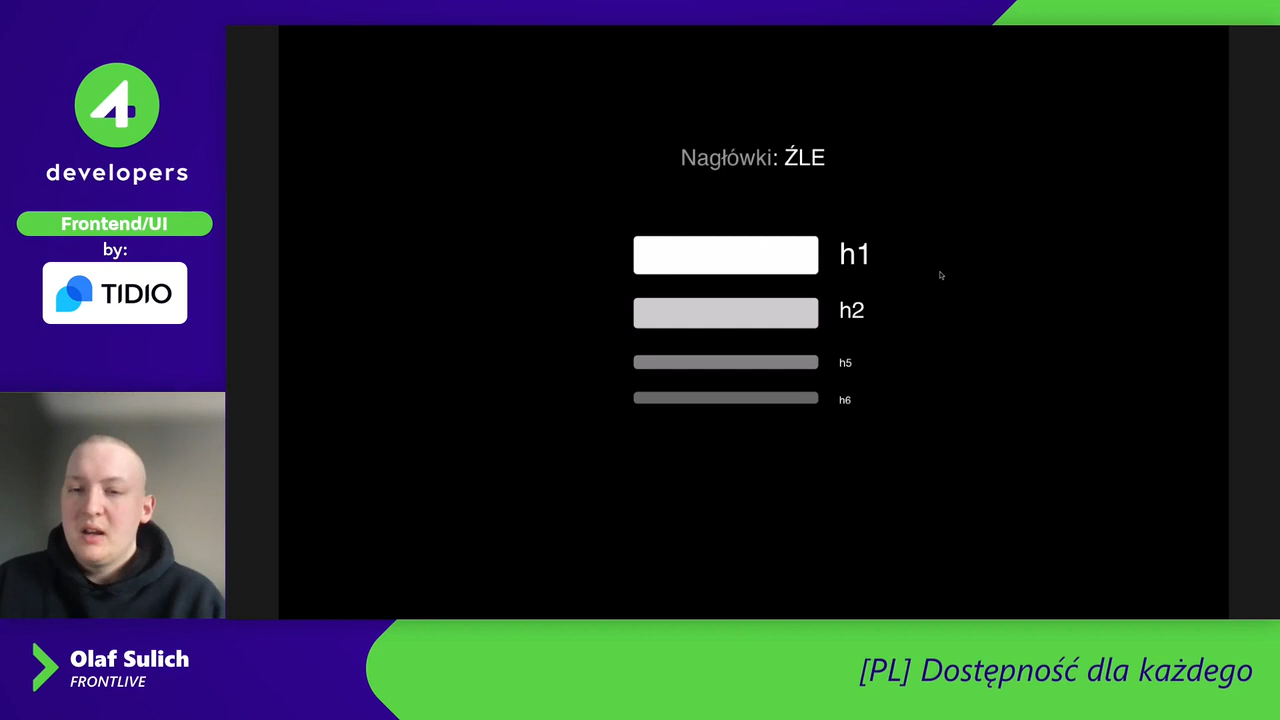 4
developers
Frontend/UI
by:
TIDIO
Nagłówki: ŹLE
h1
h2
h5
h6
Olaf Sulich
FRONTLIVE
[PL] Dostępność dla każdego